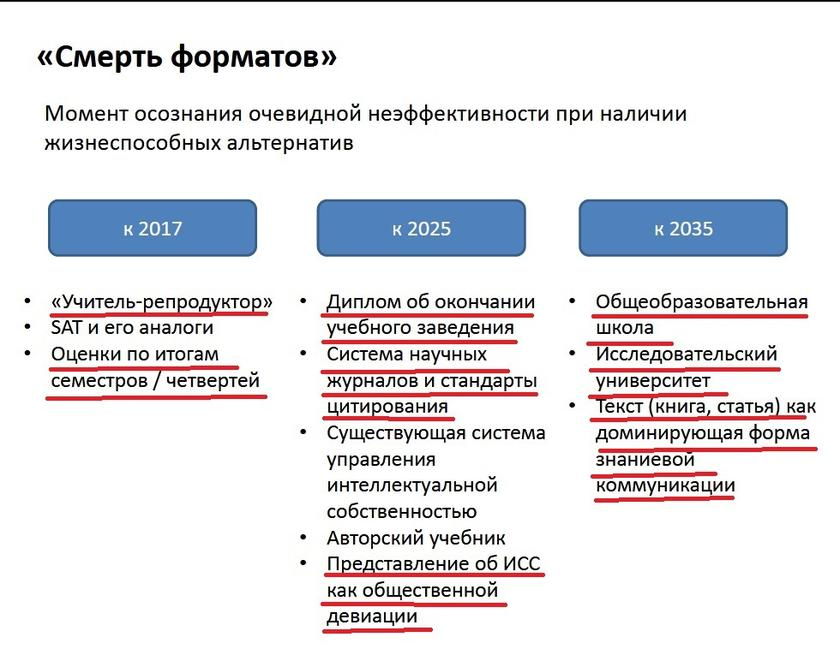 «Смерть форматов»
Момент осознания очевидной неэффективности при наличии
жизнеспособных альтернатив
к 2017
• «Учитель-репродуктор»
• SAT и его аналоги
• Оценки по итогам
семестров / четвертей
к 2025
• Диплом об окончании
учебного заведения
• Система научных
журналов и стандарты
цитирования
• Существующая система
управления
интеллектуальной
собственностью
• Авторский учебник
• Представление об ИСС
как общественной
девиации
к 2035
• Общеобразовательная
школа
• Исследовательский
университет
• Текст (книга, статья) как
доминирующая форма
знаниевой
коммуникации